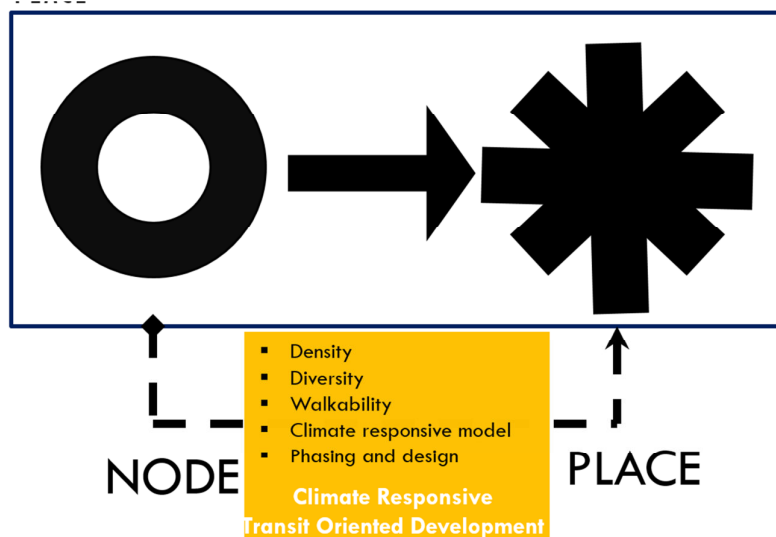 Density
Diversity
Walkability
Climate responsive model
Phasing and design
NODE
PLACE
Climate Responsive
Transit Oriented Development